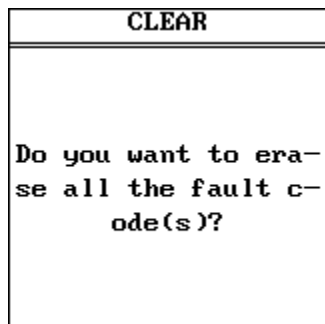 CLEAR
Do you want to era-
se all the fault c-
ode(s)?